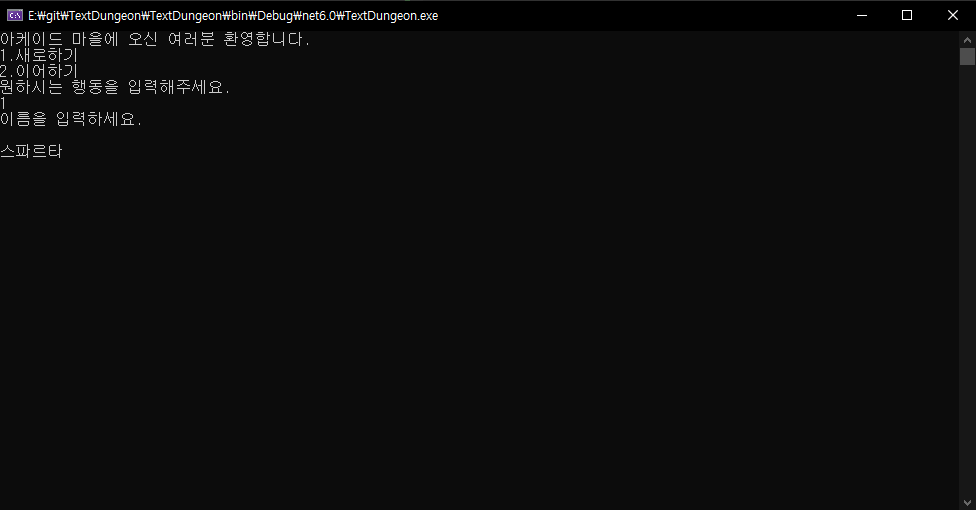 E:\git\TextDungeon\TextDungeon\bin\Debug\net6.0\TextDungeon.exe
아케이드 마을에 오신 여러분 환영합니다.
1.새로하기
2.이어하기
원하시는 행동을 입력해주세요.
1
이름을 입력하세요.
스파르타